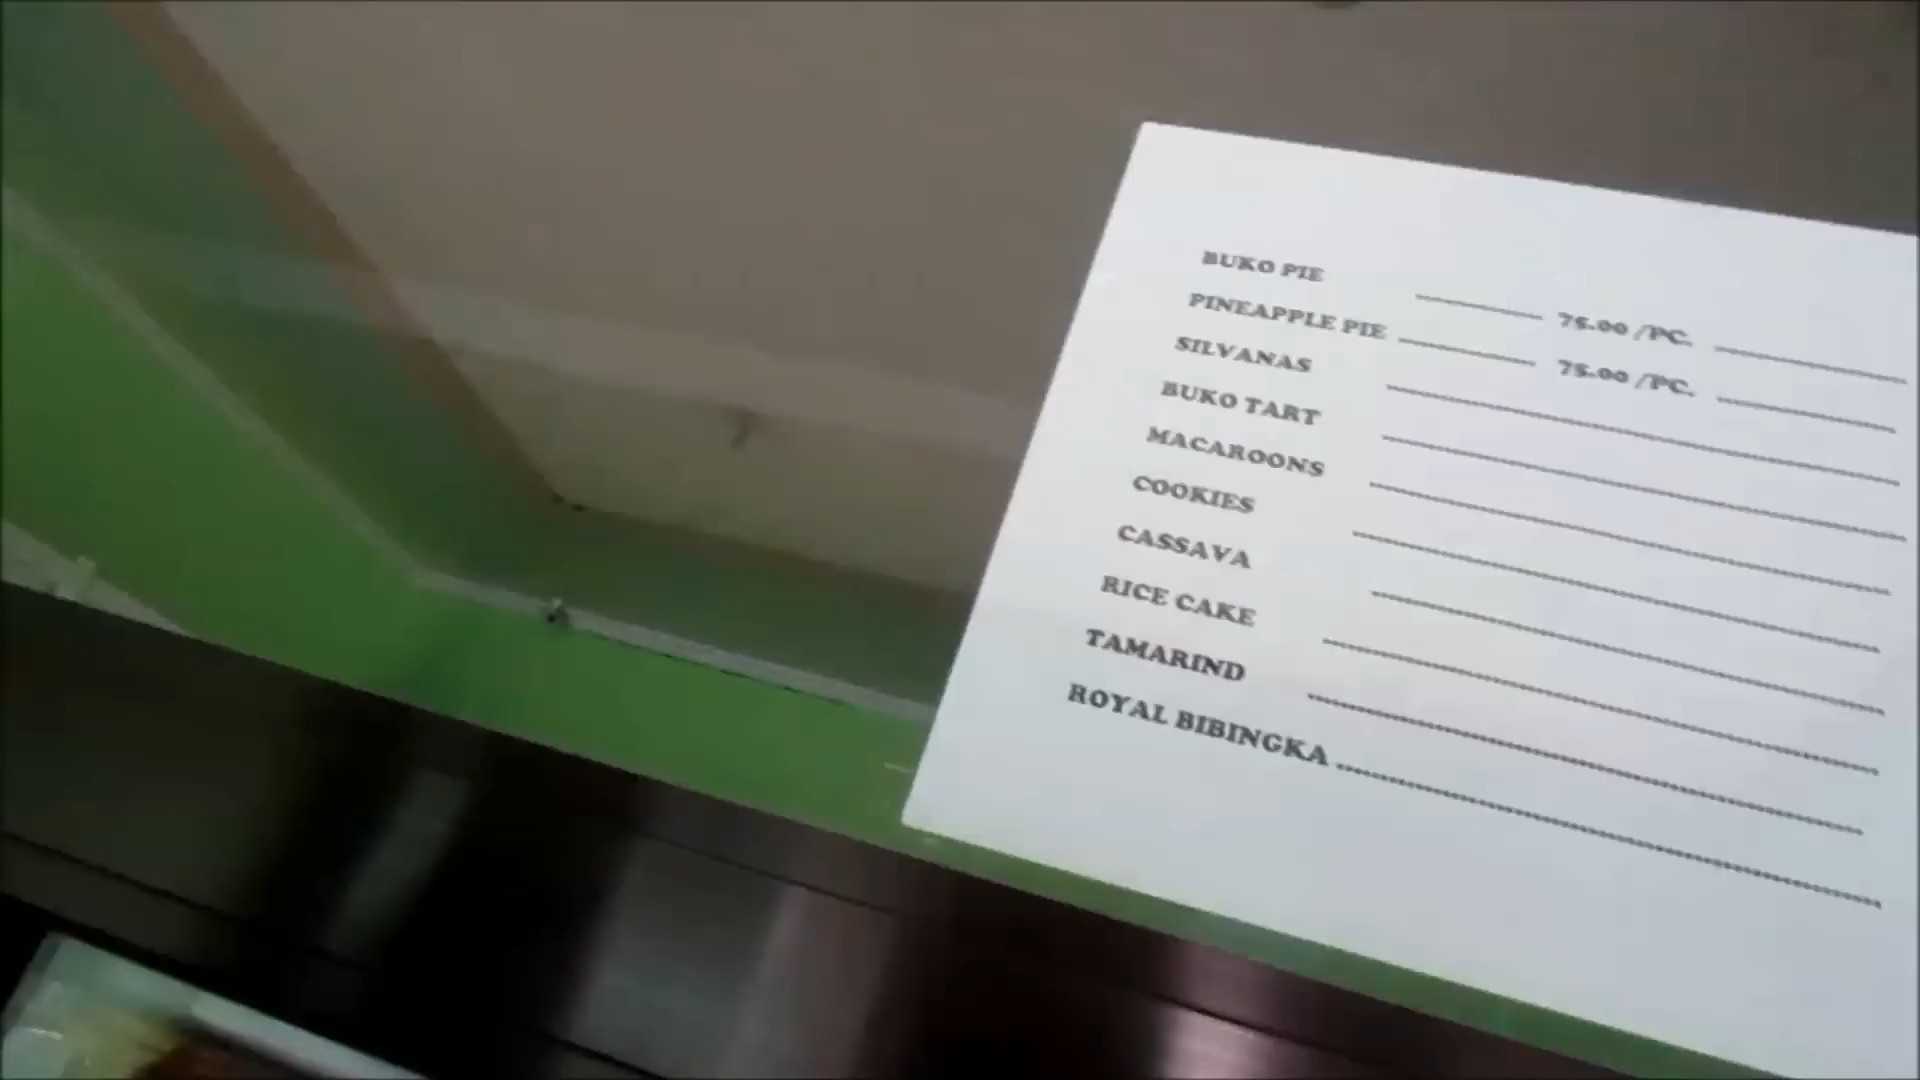 BUKO PIE 75.00 /PC.
PINEAPPLE PIE 75.00 /PC.
SILVANAS
BUKO TART
MACAROONS
COOKIES
CASSAVA
RICE CAKE
TAMARIND
ROYAL BIBINGKA